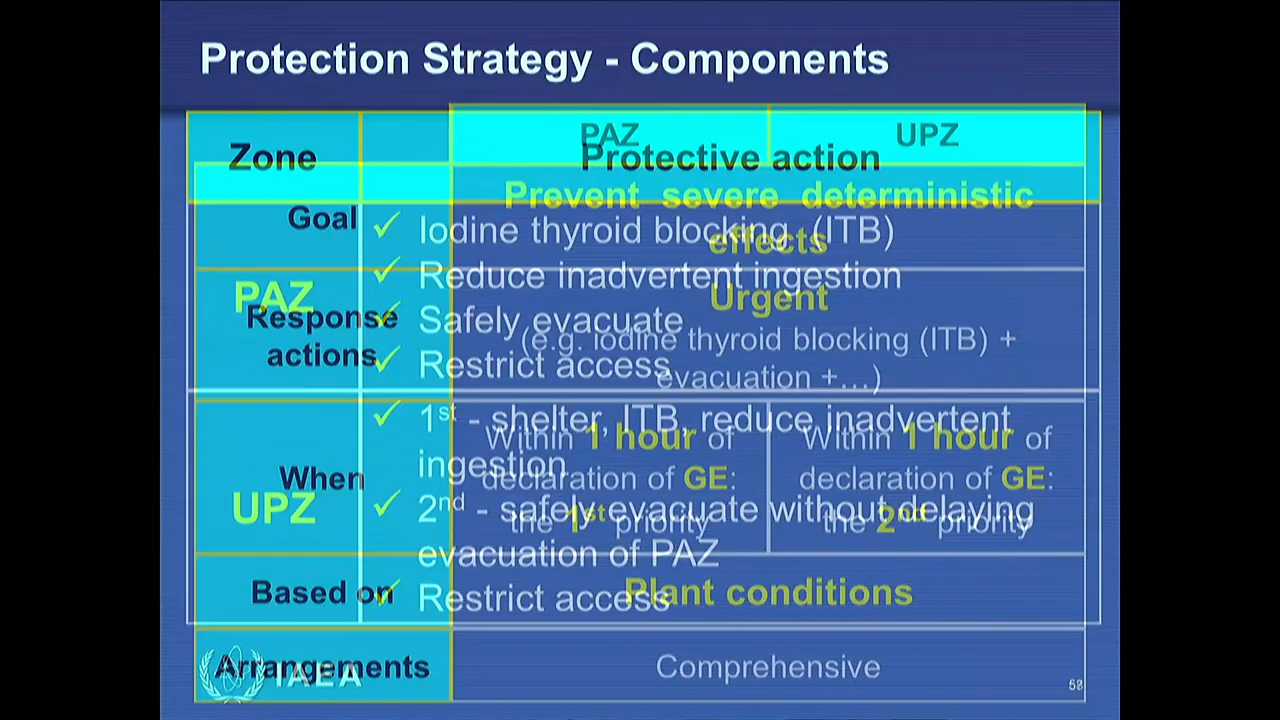 Protection Strategy - Components
PAZ UPZ
Zone Protective action
Goal Prevent severe deterministic
effects
✓ Iodine thyroid blocking (ITB)
✓ Reduce inadvertent ingestion
PAZ
✓ Safely evacuate
✓ Restrict access
Response
actions
Urgent
(e.g. iodine thyroid blocking (ITB) +
evacuation +…)
UPZ
✓ 1st - shelter, ITB, reduce inadvertent
ingestion
✓ 2nd - safely evacuate without delaying
evacuation of PAZ
✓ Restrict access
When
Within 1 hour of
declaration of GE:
the 1st priority
Within 1 hour of
declaration of GE:
the 2nd priority
Based on Plant conditions
Arrangements Comprehensive
IAEA